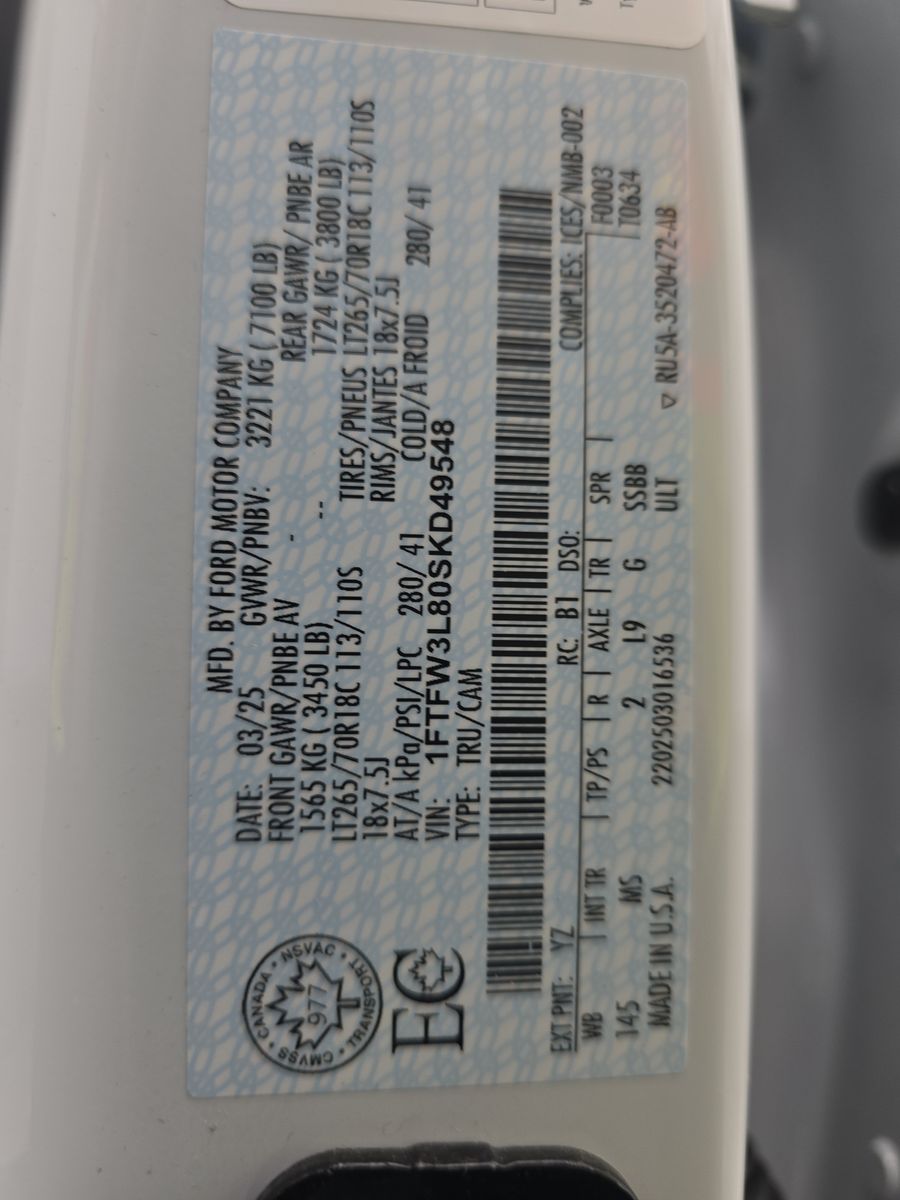 MFD. BY FORD MOTOR COMPANY
DATE: 03/25 GVWR/PNBV: 3221 KG ( 7100 LB)
FRONT GAWR/PNBE AV - REAR GAWR/ PNBE AR
1565 KG ( 3450 LB) -- 1724 KG ( 3800 LB)
LT265/70R18C 113/110S TIRES/PNEUS LT265/70R18C 113/110S
18x7.5J RIMS/JANTES 18x7.5J
AT/A kPa/PSI/LPC 280/ 41 COLD/A FROID 280/ 41
VIN: 1FTFW3L80SKD49548
TYPE: TRU/CAM
CANADA • NSVAC • TRANSPORT • CMVSS •
977
EC
EXT PNT: YZ RC: B1 DSO: COMPLIES: ICES/NMB-002
WB | INT TR | TP/PS | R | AXLE | TR | SPR | F0003
145 MS 2 L9 G SSBB T0634
MADE IN U.S.A. 2202503016536 ULT ▽ RU5A-3520472-AB